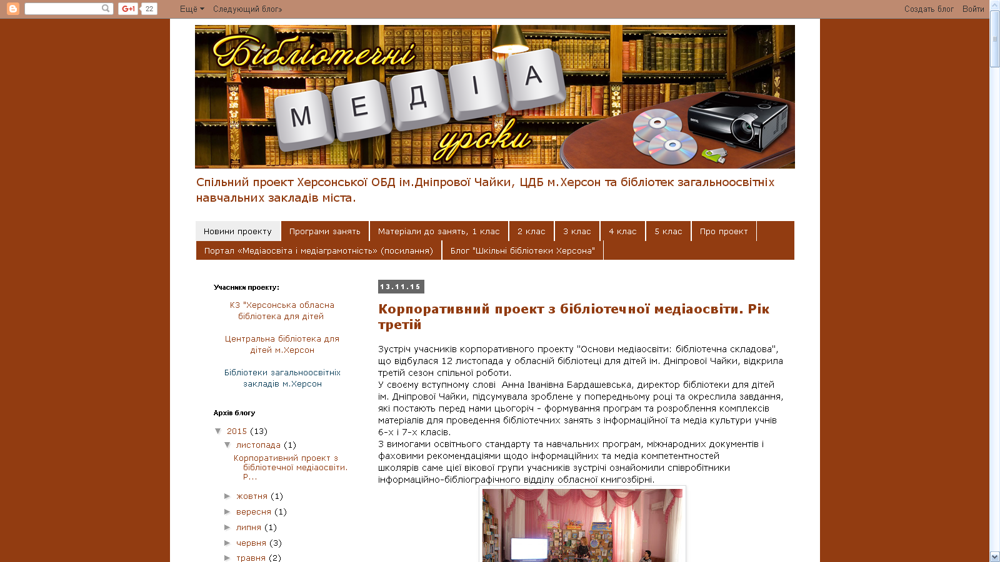 22
Ещё
Следующий блог»
Создать блог
Войти
Бібліотечні
МЕДІА
уроки
BenQ
Спільний проект Херсонської ОБД ім.Дніпрової Чайки, ЦДБ м.Херсон та бібліотек загальноосвітніх
навчальних закладів міста.
Новини проекту
Програми занять
Матеріали до занять, 1 клас
2 клас
3 клас
4 клас
5 клас
Про проект
Портал «Медіаосвіта і медіаграмотність» (посилання)
Блог "Шкільні бібліотеки Херсона"
Учасники проекту:
КЗ "Херсонська обласна
бібліотека для дітей
Центральна бібліотека для
дітей м.Херсон
Бібліотеки загальноосвітніх
закладів м.Херсон
Архів блогу
▼ 2015 (13)
▼ листопада (1)
Корпоративний проект з
бібліотечної медіаосвіти.
Р...
► жовтня (1)
► вересня (1)
► липня (1)
► червня (3)
► травня (2)
13.11.15
Корпоративний проект з бібліотечної медіаосвіти. Рік
третій
Зустріч учасників корпоративного проекту "Основи медіаосвіти: бібліотечна складова",
що відбулася 12 листопада у обласній бібліотеці для дітей ім. Дніпрової Чайки, відкрила
третій сезон спільної роботи.
У своєму вступному слові  Анна Іванівна Бардашевська, директор бібліотеки для дітей
ім. Дніпрової Чайки, підсумувала зроблене у попередньому році та окреслила завдання,
які постають перед нами цьогоріч – формування програм та розроблення комплексів
матеріалів для проведення бібліотечних занять з інформаційної та медіа культури учнів
6-х і 7-х класів.
З вимогами освітнього стандарту та навчальних програм, міжнародних документів і
фаховими рекомендаціями щодо інформаційних та медіа компетентностей
школярів саме цієї вікової групи учасників зустрічі ознайомили співробітники
інформаційно-бібліографічного відділу обласної книгозбірні.